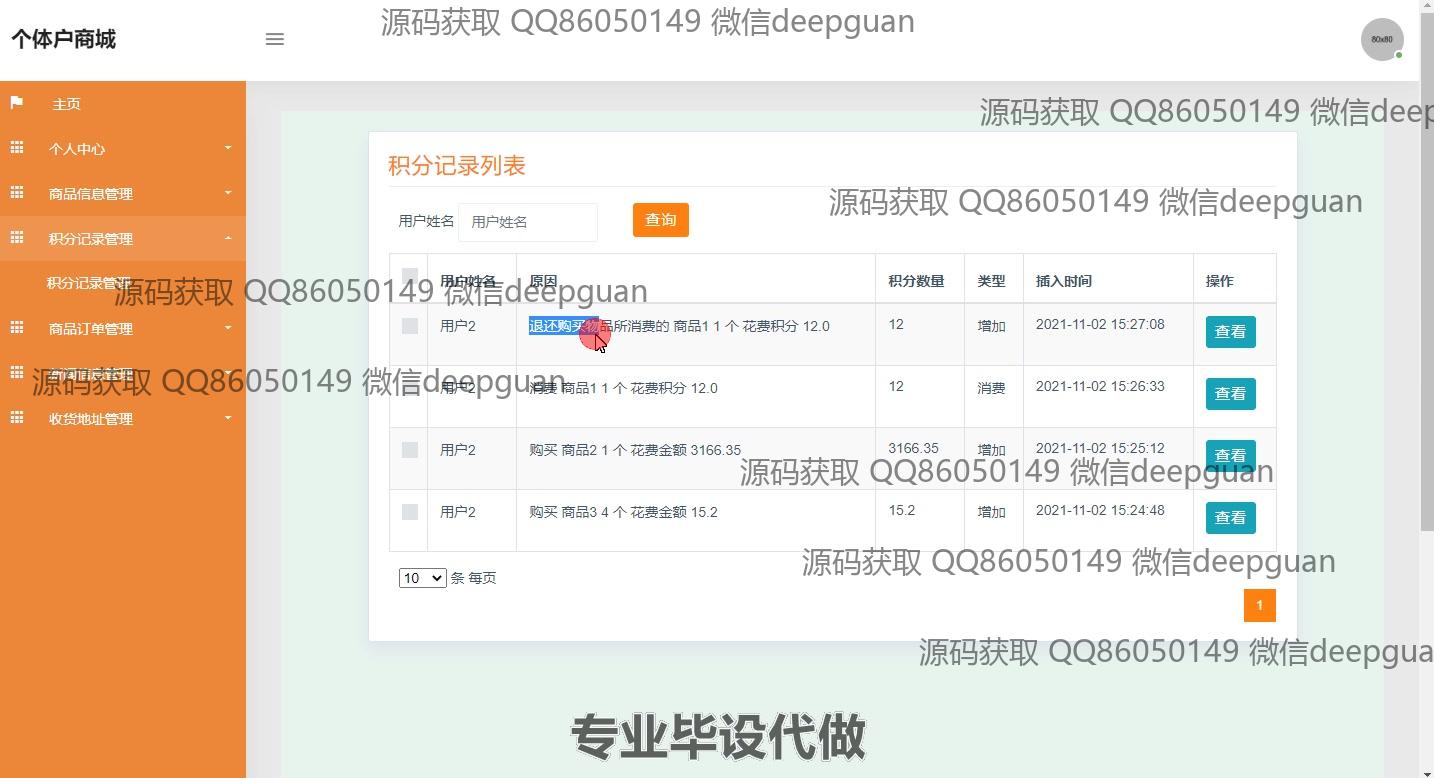 个体户商城
源码获取 QQ86050149 微信deepguan
80x80
主页
源码获取 QQ86050149 微信deep
个人中心
积分记录列表
商品信息管理
源码获取 QQ86050149 微信deepguan
用户姓名 用户姓名 查询
积分记录管理
积分记录管理
源码获取 QQ86050149 微信deepguan
用户姓名 原因 积分数量 类型 插入时间 操作
商品订单管理
用户2 退还购买物品所消费的 商品1 1 个 花费积分 12.0 12 增加 2021-11-02 15:27:08 查看
新闻信息管理
源码获取 QQ86050149 微信deepguan
用户2 消费 商品1 1 个 花费积分 12.0 12 消费 2021-11-02 15:26:33 查看
收货地址管理
用户2 购买 商品2 1 个 花费金额 3166.35 3166.35 增加 2021-11-02 15:25:12 查看
源码获取 QQ86050149 微信deepguan
用户2 购买 商品3 4 个 花费金额 15.2 15.2 增加 2021-11-02 15:24:48 查看
源码获取 QQ86050149 微信deepguan
10 条 每页
1
源码获取 QQ86050149 微信deepgua
专业毕设代做